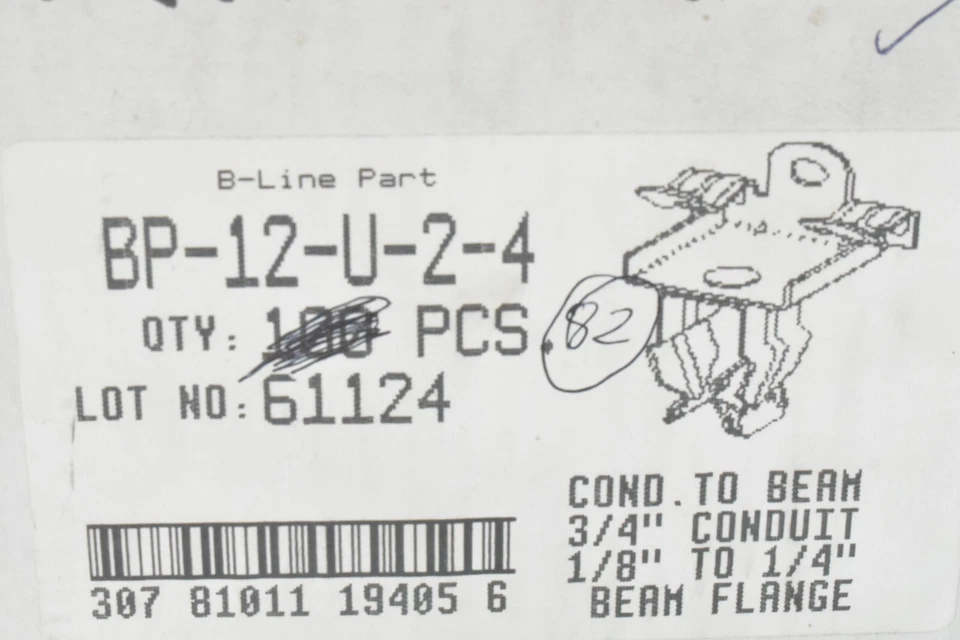 B-Line Part
BP-12-U-2-4
QTY: 100 PCS 82
LOT NO: 61124
307 81011 19405 6
COND. TO BEAM
3/4" CONDUIT
1/8" TO 1/4"
BEAM FLANGE